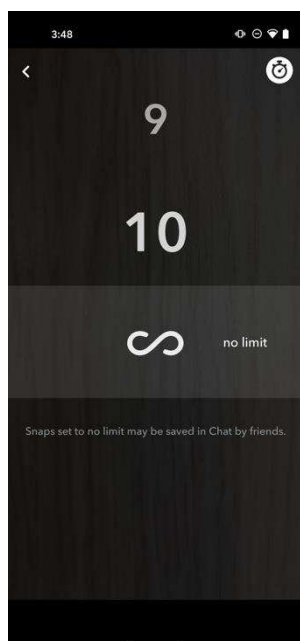 3:48
9
10
∞ no limit
Snaps set to no limit may be saved in Chat by friends.